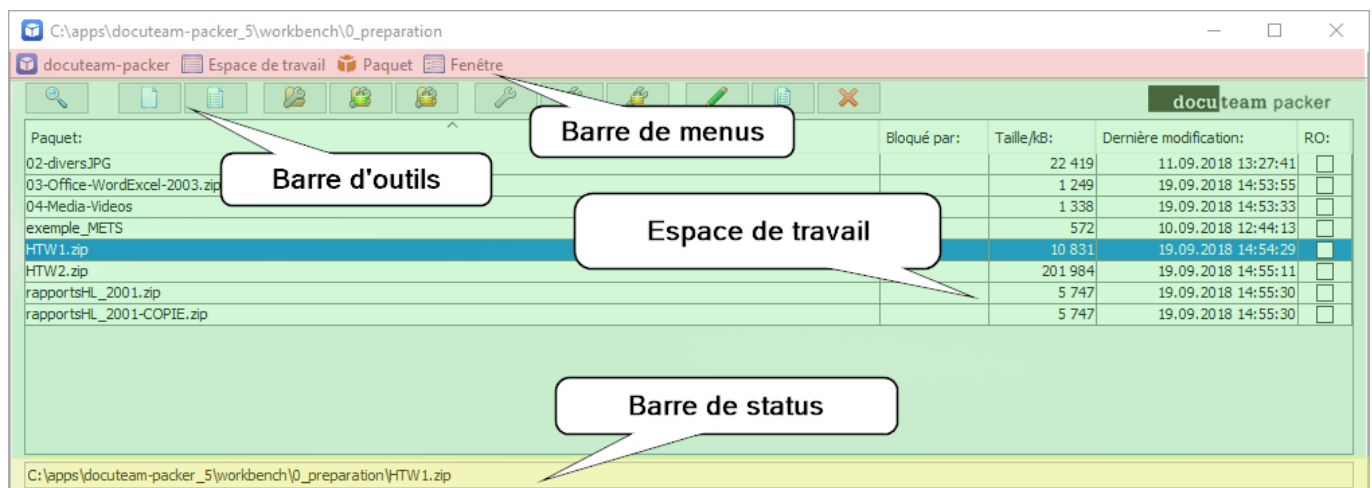 C:\apps\docuteam-packer_5\workbench\0_preparation
docuteam-packer Espace de travail Paquet Fenêtre
docuteam packer
Barre de menus
Barre d'outils
Paquet: Bloqué par: Taille/kB: Dernière modification: RO:
02-diversJPG 22 419 11.09.2018 13:27:41
03-Office-WordExcel-2003.zip 1 249 19.09.2018 14:53:55
04-Media-Videos 1 338 19.09.2018 14:53:33
exemple_METS 572 10.09.2018 12:44:13
Espace de travail
HTW1.zip 10 831 19.09.2018 14:54:29
HTW2.zip 201 984 19.09.2018 14:55:11
rapportsHL_2001.zip 5 747 19.09.2018 14:55:30
rapportsHL_2001-COPIE.zip 5 747 19.09.2018 14:55:30
Barre de status
C:\apps\docuteam-packer_5\workbench\0_preparation\HTW1.zip